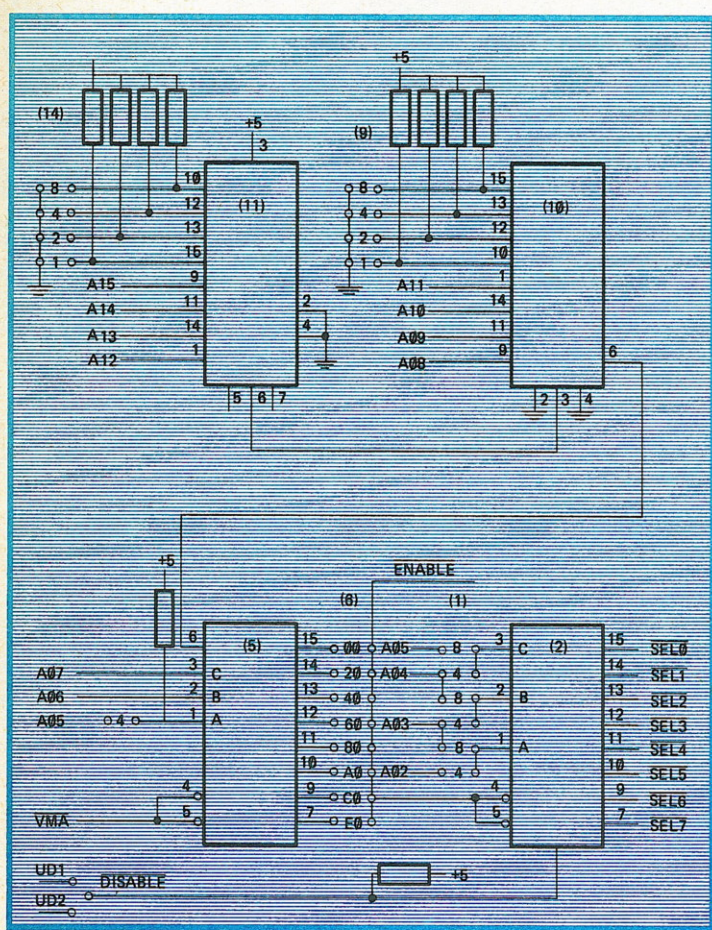 +5
(14)
(9)
+5
3
8
10
(11)
8
15
(10)
4
12
4
13
2
13
2
12
1
15
1
10
A15
9
A11
1
A14
11
2
A10
14
A13
14
4
A09
11
A12
1
A08
9
6
5
6
7
2
3
4
+5
ENABLE
(6)
(1)
6
(5)
15
00
A05
8
3
C
(2)
15
SEL0
A07
3
C
14
20
A04
4
14
SEL1
A06
2
B
13
40
8
2
B
13
SEL2
A05
4
1
A
12
60
A03
4
12
SEL3
11
80
8
1
A
11
SEL4
10
A0
A02
4
10
SEL5
4
9
C0
4
9
SEL6
VMA
5
7
E0
5
7
SEL7
UD1
DISABLE
+5
UD2